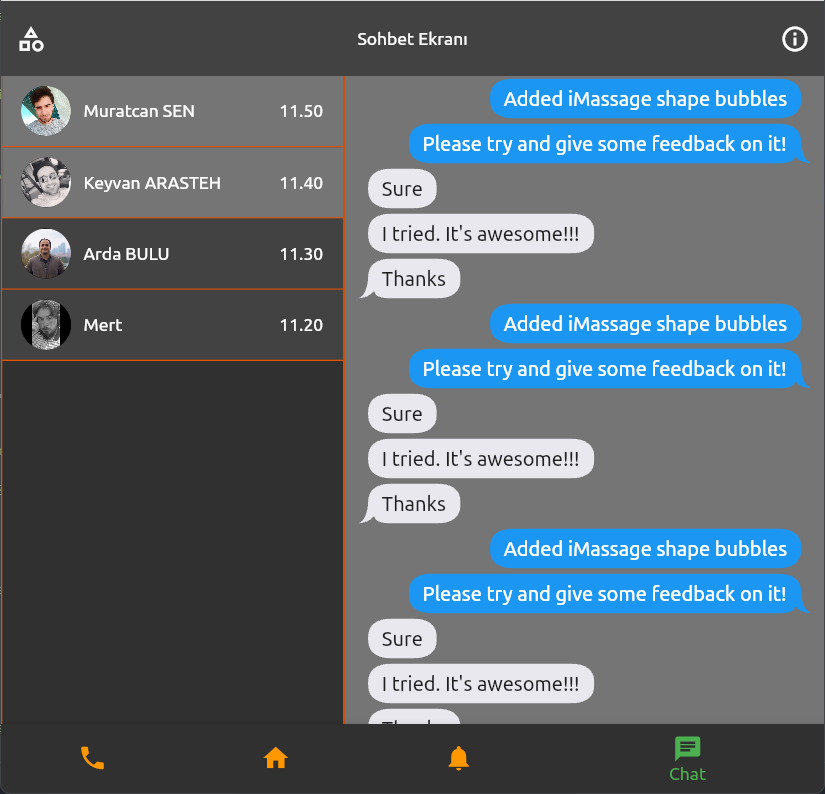 Sohbet Ekranı
Muratcan SEN 11.50
Keyvan ARASTEH 11.40
Arda BULU 11.30
Mert 11.20
Added iMassage shape bubbles
Please try and give some feedback on it!
Sure
I tried. It's awesome!!!
Thanks
Added iMassage shape bubbles
Please try and give some feedback on it!
Sure
I tried. It's awesome!!!
Thanks
Added iMassage shape bubbles
Please try and give some feedback on it!
Sure
I tried. It's awesome!!!
Thanks
Chat